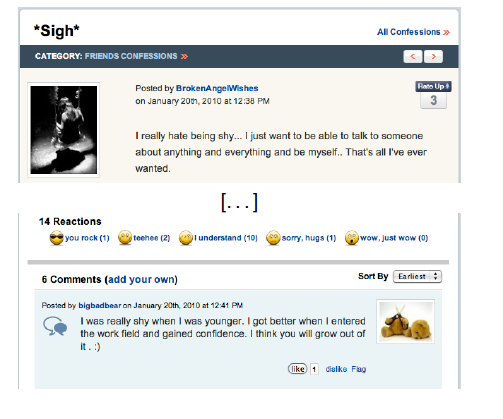 *Sigh*
All Confessions »
CATEGORY: FRIENDS CONFESSIONS »
< >
Posted by BrokenAngelWishes
on January 20th, 2010 at 12:38 PM
Rate Up
3
I really hate being shy... I just want to be able to talk to someone
about anything and everything and be myself.. That's all I've ever
wanted.
[...]
14 Reactions
you rock (1) teehee (2) I understand (10) sorry, hugs (1) wow, just wow (0)
6 Comments (add your own)
Sort By Earliest
Posted by bigbadbear on January 20th, 2010 at 12:41 PM
I was really shy when I was younger. I got better when I entered
the work field and gained confidence. I think you will grow out of
it . :)
like 1 dislike Flag